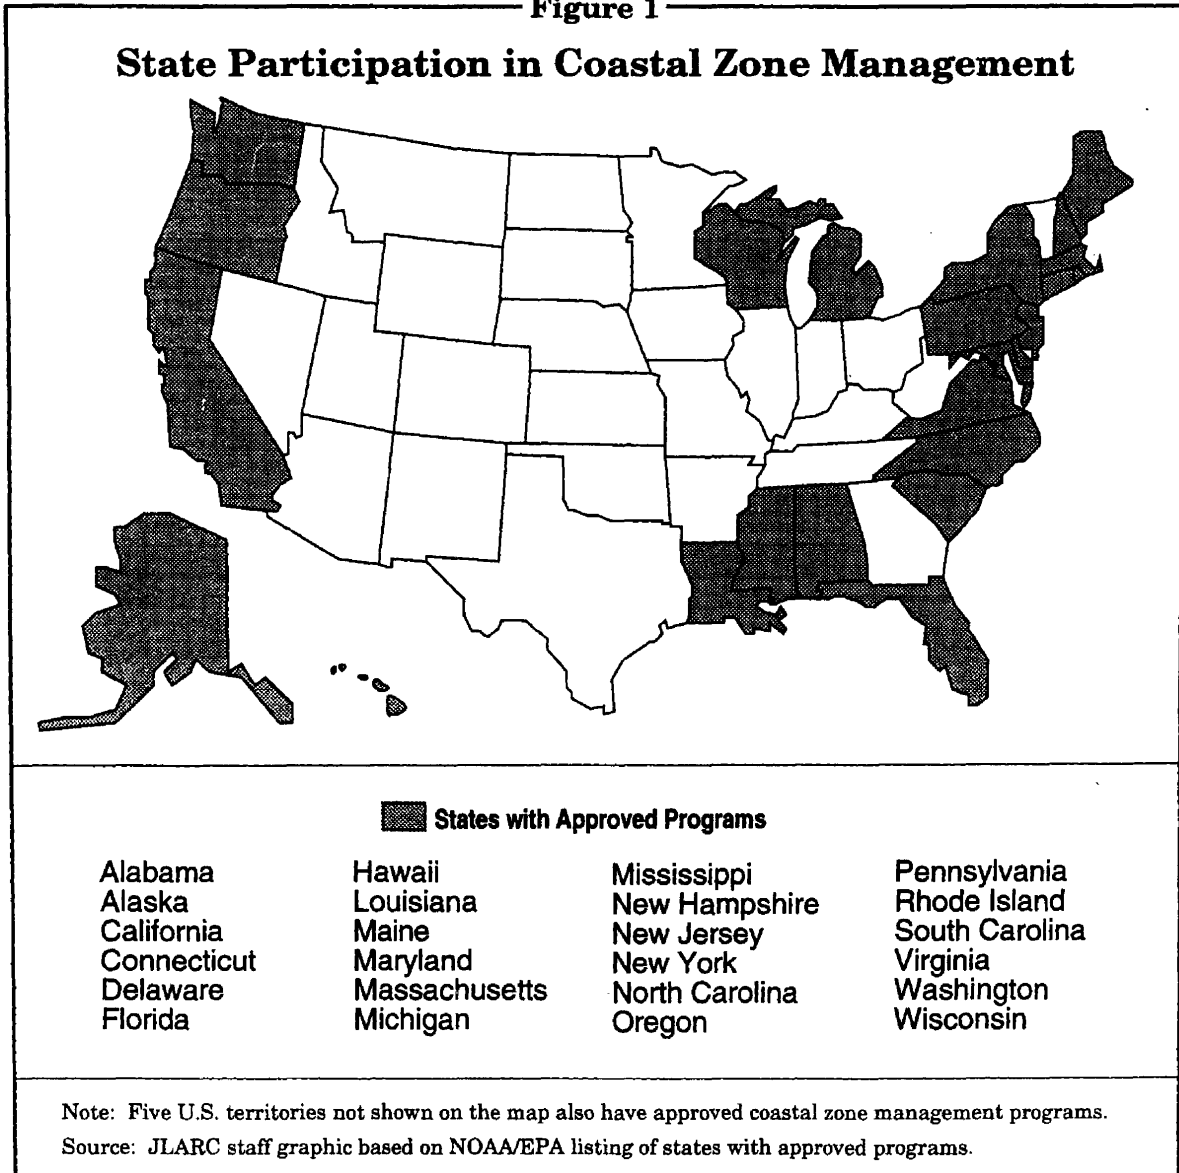 Figure 1
State Participation in Coastal Zone Management
States with Approved Programs
Alabama
Alaska
California
Connecticut
Delaware
Florida
Hawaii
Louisiana
Maine
Maryland
Massachusetts
Michigan
Mississippi
New Hampshire
New Jersey
New York
North Carolina
Oregon
Pennsylvania
Rhode Island
South Carolina
Virginia
Washington
Wisconsin
Note: Five U.S. territories not shown on the map also have approved coastal zone management programs.
Source: JLARC staff graphic based on NOAA/EPA listing of states with approved programs.